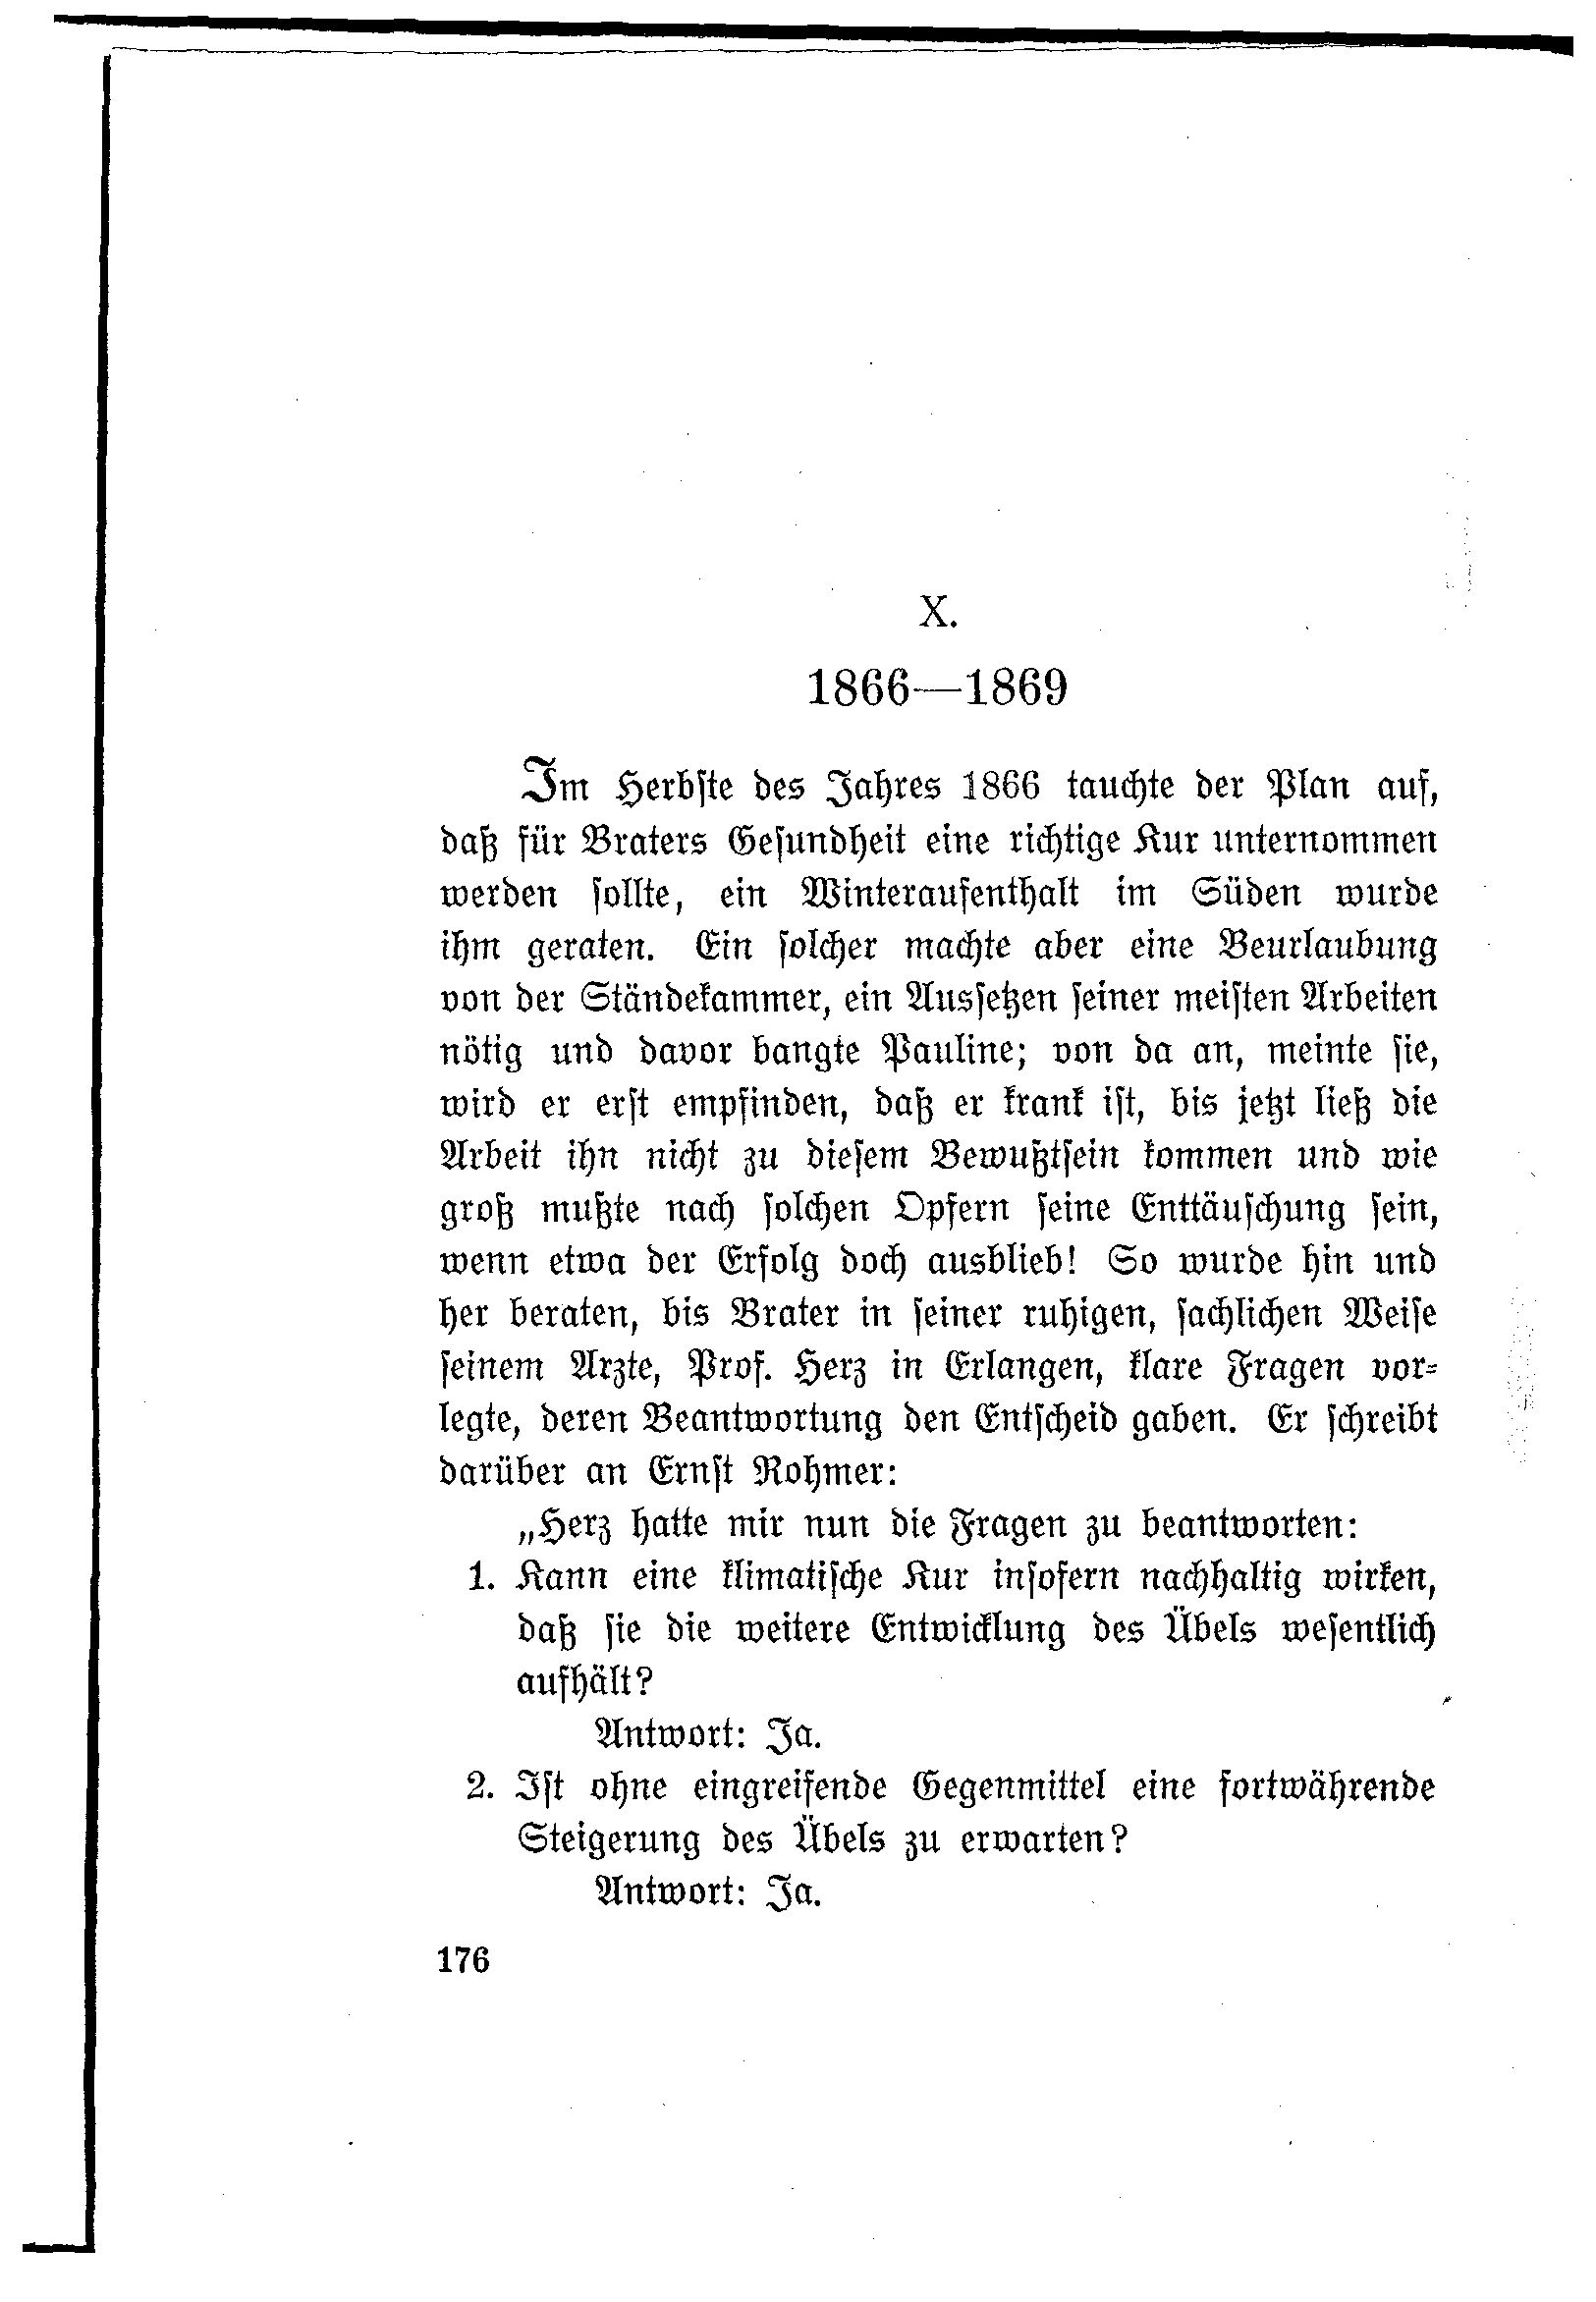 X.
1866—1869
Im Herbste des Jahres 1866 tauchte der Plan auf,
daß für Braters Gesundheit eine richtige Kur unternommen
werden sollte, ein Winteraufenthalt im Süden wurde
ihm geraten. Ein solcher machte aber eine Beurlaubung
von der Ständekammer, ein Aussetzen seiner meisten Arbeiten
nötig und davor bangte Pauline; von da an, meinte sie,
wird er erst empfinden, daß er krank ist, bis jetzt ließ die
Arbeit ihn nicht zu diesem Bewußtsein kommen und wie
groß mußte nach solchen Opfern seine Enttäuschung sein,
wenn etwa der Erfolg doch ausblieb! So wurde hin und
her beraten, bis Brater in seiner ruhigen, sachlichen Weise
seinem Arzte, Prof. Herz in Erlangen, klare Fragen vor-
legte, deren Beantwortung den Entscheid gaben. Er schreibt
darüber an Ernst Rohmer:
„Herz hatte mir nun die Fragen zu beantworten:
1. Kann eine klimatische Kur insofern nachhaltig wirken,
daß sie die weitere Entwicklung des Übels wesentlich
aufhält?
Antwort: Ja.
2. Ist ohne eingreifende Gegenmittel eine fortwährende
Steigerung des Übels zu erwarten?
Antwort: Ja.
176